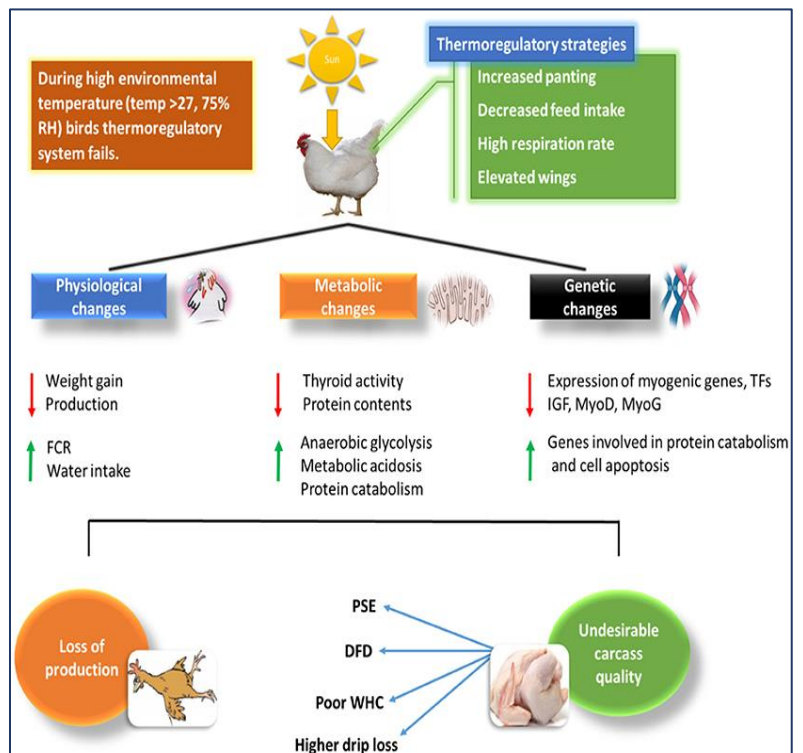 During high environmental
temperature (temp >27, 75%
RH) birds thermoregulatory
system fails.
Sun
Thermoregulatory strategies
Increased panting
Decreased feed intake
High respiration rate
Elevated wings
Physiological
changes
Metabolic
changes
Genetic
changes
Weight gain
Production
FCR
Water intake
Thyroid activity
Protein contents
Anaerobic glycolysis
Metabolic acidosis
Protein catabolism
Expression of myogenic genes, TFs
IGF, MyoD, MyoG
Genes involved in protein catabolism
and cell apoptosis
Loss of
production
PSE
DFD
Poor WHC
Higher drip loss
Undesirable
carcass
quality